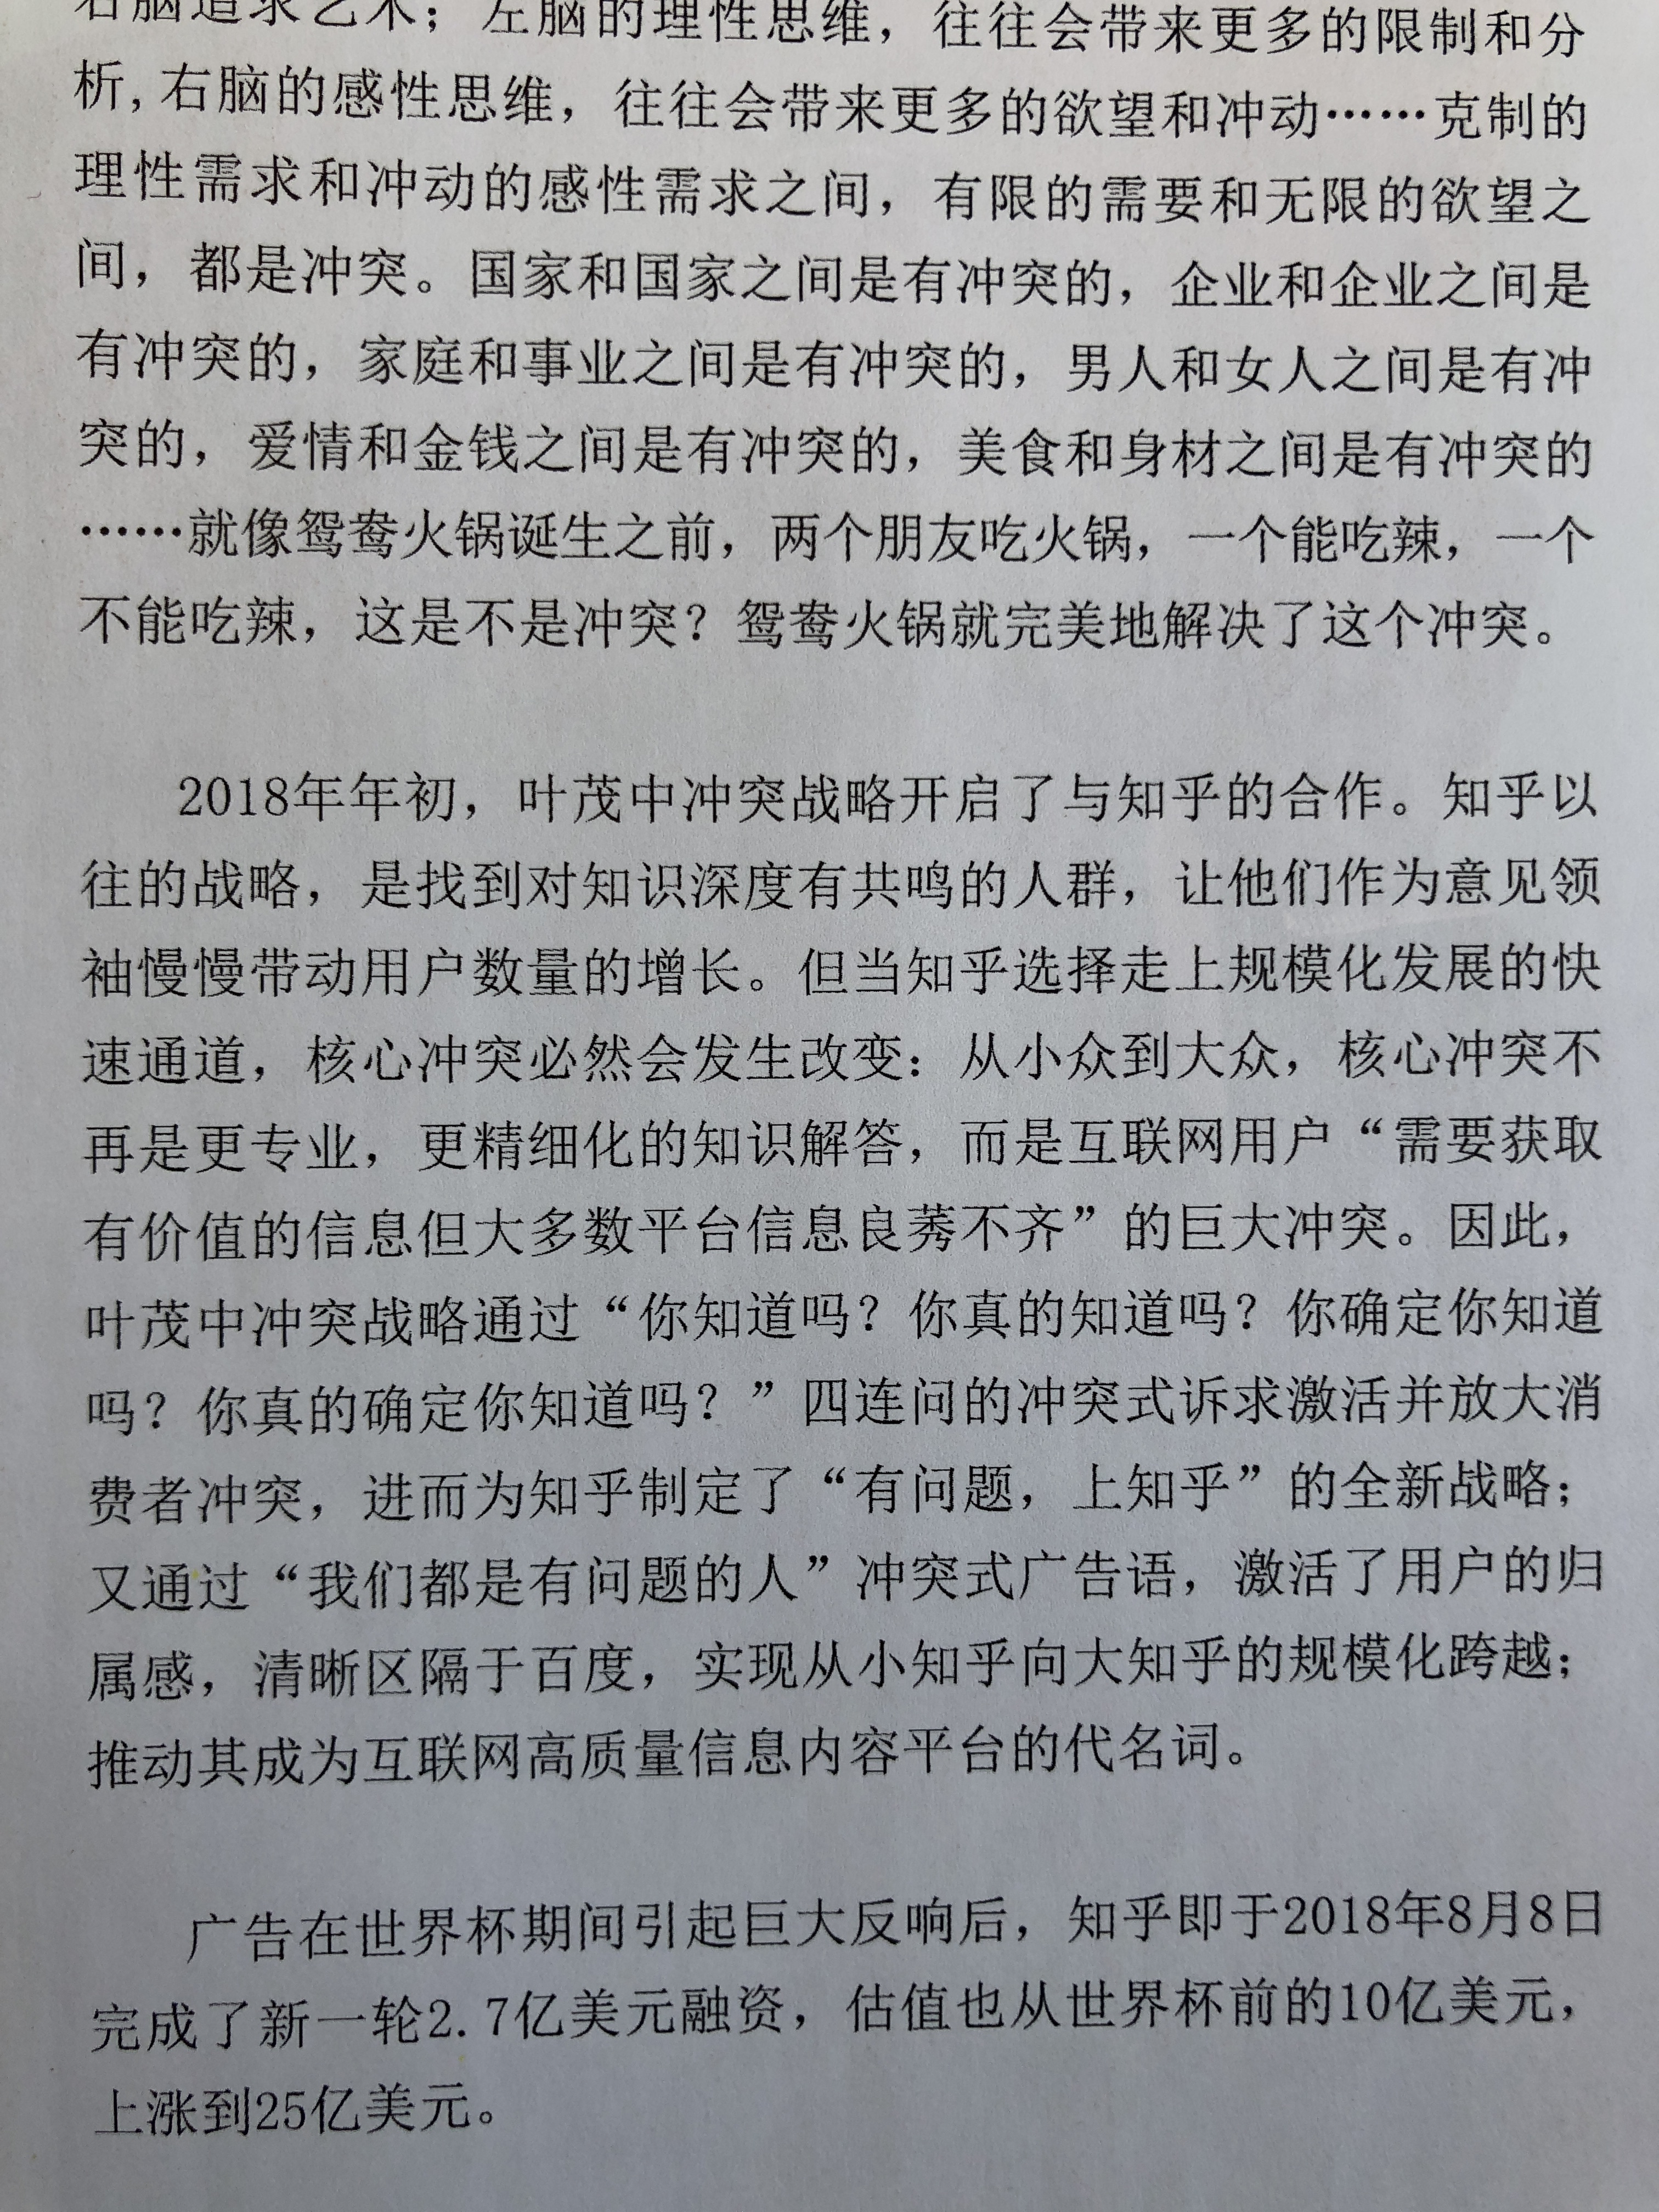 右脑追求艺术；左脑的理性思维，往往会带来更多的限制和分
析,右脑的感性思维，往往会带来更多的欲望和冲动……克制的
理性需求和冲动的感性需求之间，有限的需要和无限的欲望之
间，都是冲突。国家和国家之间是有冲突的，企业和企业之间是
有冲突的，家庭和事业之间是有冲突的，男人和女人之间是有冲
突的，爱情和金钱之间是有冲突的，美食和身材之间是有冲突的
……就像鸳鸯火锅诞生之前，两个朋友吃火锅，一个能吃辣，一个
不能吃辣，这是不是冲突？鸳鸯火锅就完美地解决了这个冲突。
2018年年初，叶茂中冲突战略开启了与知乎的合作。知乎以
往的战略，是找到对知识深度有共鸣的人群，让他们作为意见领
袖慢慢带动用户数量的增长。但当知乎选择走上规模化发展的快
速通道，核心冲突必然会发生改变：从小众到大众，核心冲突不
再是更专业，更精细化的知识解答，而是互联网用户“需要获取
有价值的信息但大多数平台信息良莠不齐”的巨大冲突。因此，
叶茂中冲突战略通过“你知道吗？你真的知道吗？你确定你知道
吗？你真的确定你知道吗？”四连问的冲突式诉求激活并放大消
费者冲突，进而为知乎制定了“有问题，上知乎”的全新战略；
又通过“我们都是有问题的人”冲突式广告语，激活了用户的归
属感，清晰区隔于百度，实现从小知乎向大知乎的规模化跨越；
推动其成为互联网高质量信息内容平台的代名词。
广告在世界杯期间引起巨大反响后，知乎即于2018年8月8日
完成了新一轮2.7亿美元融资，估值也从世界杯前的10亿美元，
上涨到25亿美元。